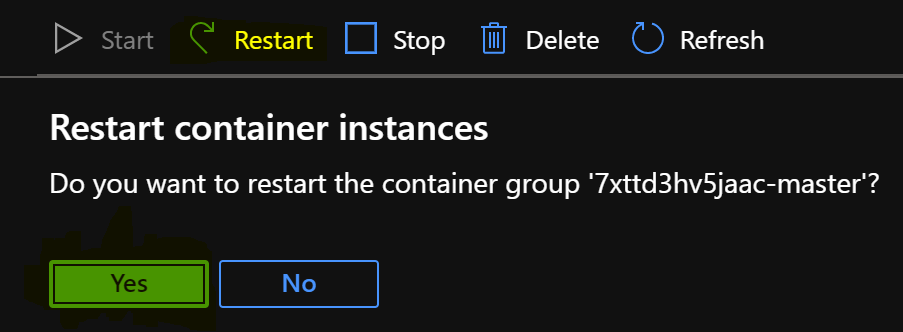 Start Restart Stop Delete Refresh
Restart container instances
Do you want to restart the container group '7xttd3hv5jaac-master'?
Yes No